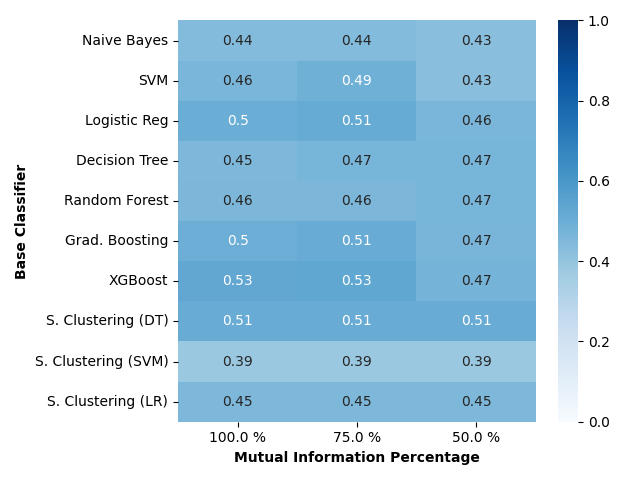 Naive Bayes 0.44 0.44 0.43
SVM 0.46 0.49 0.43
Logistic Reg 0.5 0.51 0.46
Decision Tree 0.45 0.47 0.47
Random Forest 0.46 0.46 0.47
Grad. Boosting 0.5 0.51 0.47
XGBoost 0.53 0.53 0.47
S. Clustering (DT) 0.51 0.51 0.51
S. Clustering (SVM) 0.39 0.39 0.39
S. Clustering (LR) 0.45 0.45 0.45
100.0 % 75.0 % 50.0 %
Mutual Information Percentage
Base Classifier
1.0
0.8
0.6
0.4
0.2
0.0